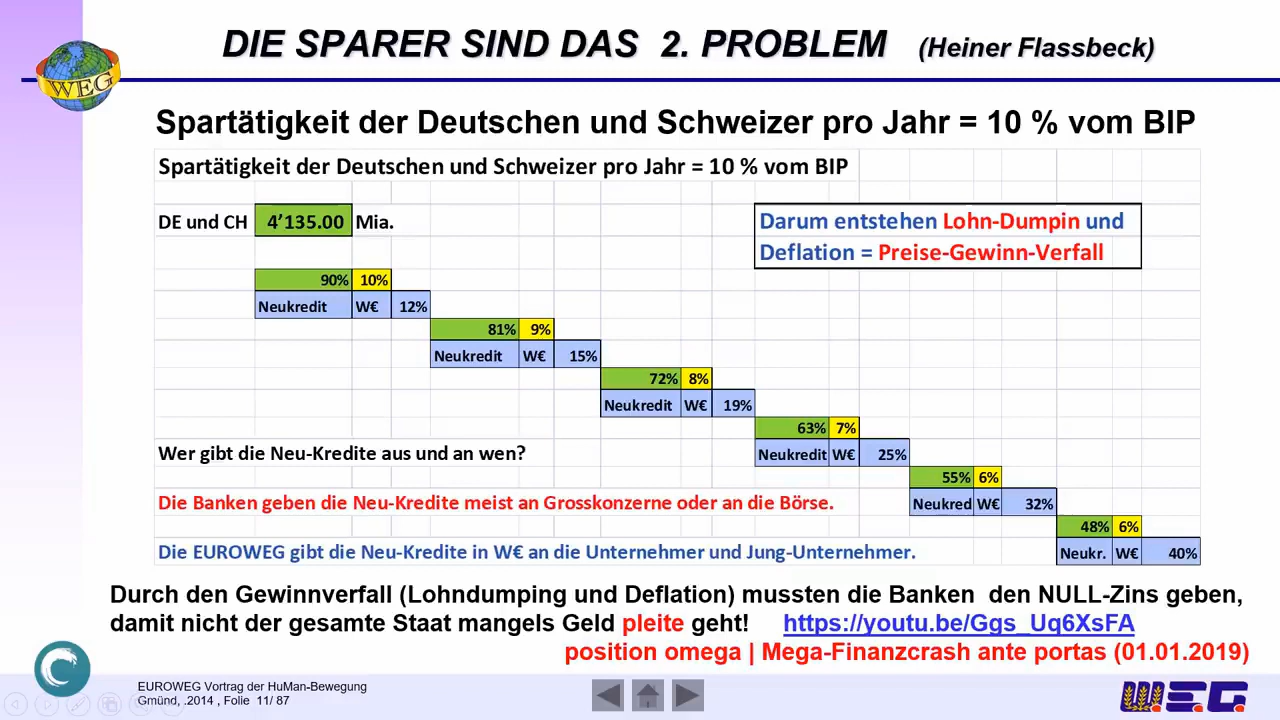 DIE SPARER SIND DAS 2. PROBLEM (Heiner Flassbeck)
WEG
Spartätigkeit der Deutschen und Schweizer pro Jahr = 10 % vom BIP
Spartätigkeit der Deutschen und Schweizer pro Jahr = 10 % vom BIP
DE und CH 4’135.00 Mia.
Darum entstehen Lohn-Dumpin und
Deflation = Preise-Gewinn-Verfall
90% 10%
Neukredit W€ 12%
81% 9%
Neukredit W€ 15%
72% 8%
Neukredit W€ 19%
63% 7%
Wer gibt die Neu-Kredite aus und an wen?
Neukredit W€ 25%
55% 6%
Die Banken geben die Neu-Kredite meist an Grosskonzerne oder an die Börse.
Neukred W€ 32%
48% 6%
Die EUROWEG gibt die Neu-Kredite in W€ an die Unternehmer und Jung-Unternehmer.
Neukr. W€ 40%
Durch den Gewinnverfall (Lohndumping und Deflation) mussten die Banken den NULL-Zins geben,
damit nicht der gesamte Staat mangels Geld pleite geht! https://youtu.be/Ggs_Uq6XsFA
position omega | Mega-Finanzcrash ante portas (01.01.2019)
EUROWEG Vortrag der HuMan-Bewegung
Gmünd, .2014 , Folie 11/ 87
W.E.G.